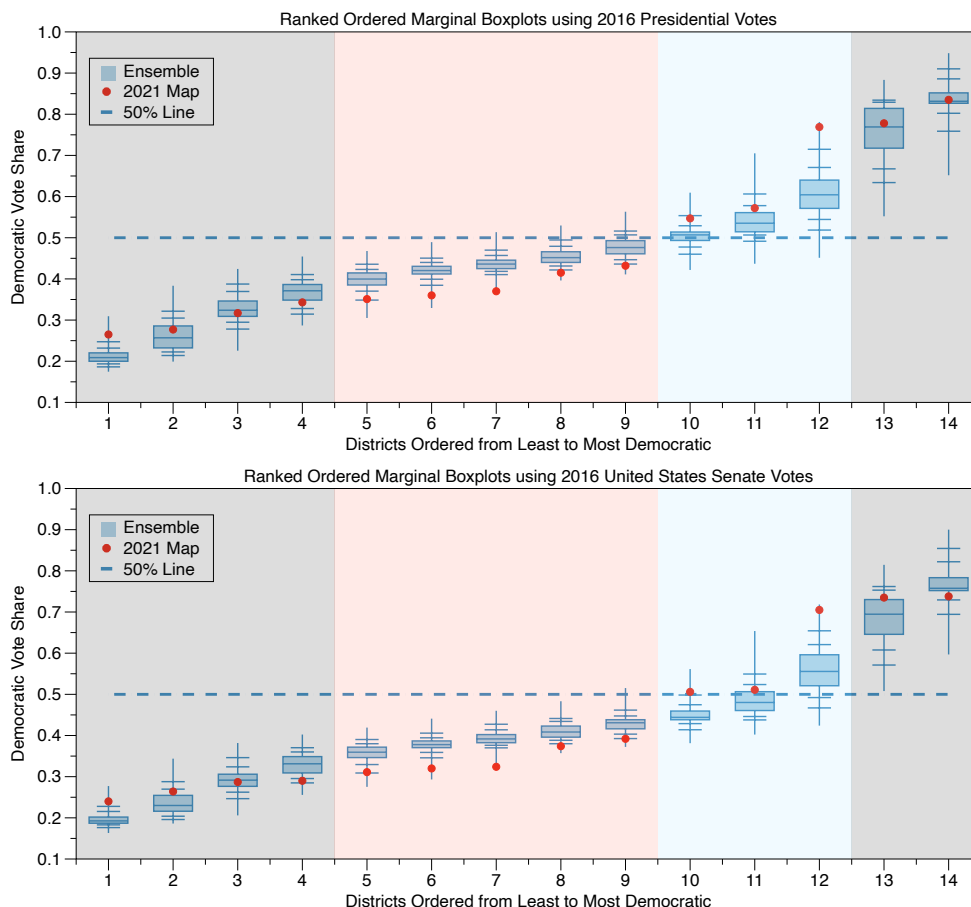 Ranked Ordered Marginal Boxplots using 2016 Presidential Votes
1.0
0.9
0.8
0.7
0.6
0.5
0.4
0.3
0.2
0.1
Democratic Vote Share
Ensemble
2021 Map
50% Line
1 2 3 4 5 6 7 8 9 10 11 12 13 14
Districts Ordered from Least to Most Democratic
Ranked Ordered Marginal Boxplots using 2016 United States Senate Votes
1.0
0.9
0.8
0.7
0.6
0.5
0.4
0.3
0.2
0.1
Democratic Vote Share
Ensemble
2021 Map
50% Line
1 2 3 4 5 6 7 8 9 10 11 12 13 14
Districts Ordered from Least to Most Democratic